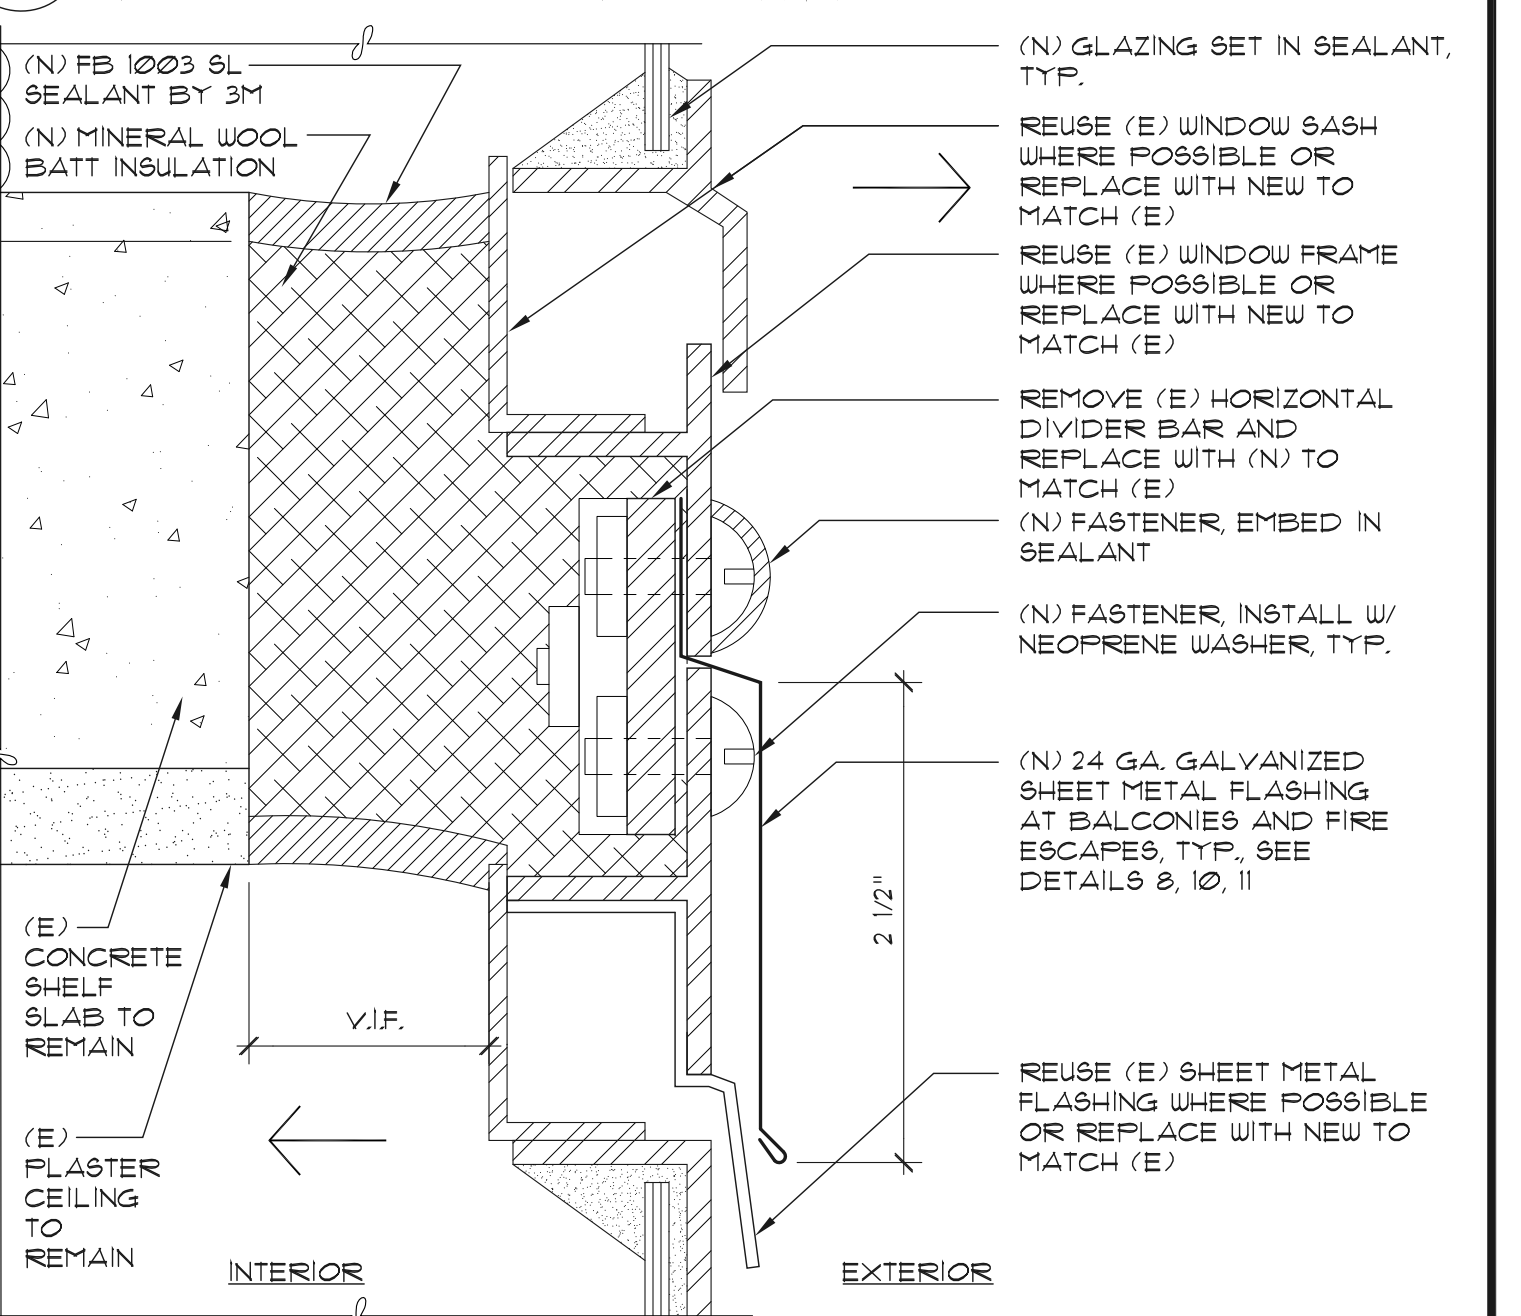 (N) FB 1003 SL
SEALANT BY 3M
(N) MINERAL WOOL
BATT INSULATION
(N) GLAZING SET IN SEALANT,
TYP.
REUSE (E) WINDOW SASH
WHERE POSSIBLE OR
REPLACE WITH NEW TO
MATCH (E)
REUSE (E) WINDOW FRAME
WHERE POSSIBLE OR
REPLACE WITH NEW TO
MATCH (E)
REMOVE (E) HORIZONTAL
DIVIDER BAR AND
REPLACE WITH (N) TO
MATCH (E)
(N) FASTENER, EMBED IN
SEALANT
(N) FASTENER, INSTALL W/
NEOPRENE WASHER, TYP.
(N) 24 GA. GALVANIZED
SHEET METAL FLASHING
AT BALCONIES AND FIRE
ESCAPES, TYP., SEE
DETAILS 8, 10, 11
2 1/2"
(E)
CONCRETE
SHELF
SLAB TO
REMAIN
V.I.F.
REUSE (E) SHEET METAL
FLASHING WHERE POSSIBLE
OR REPLACE WITH NEW TO
MATCH (E)
(E)
PLASTER
CEILING
TO
REMAIN
INTERIOR
EXTERIOR